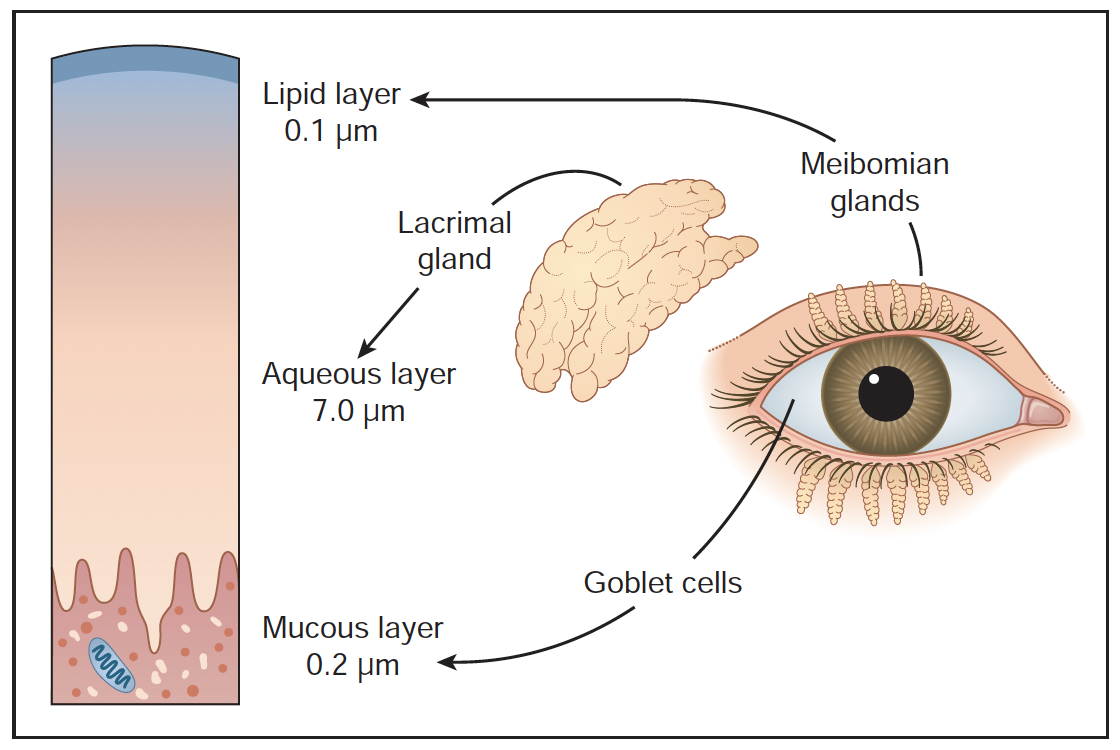 Lipid layer
0.1 μm
Meibomian
glands
Lacrimal
gland
Aqueous layer
7.0 μm
Goblet cells
Mucous layer
0.2 μm